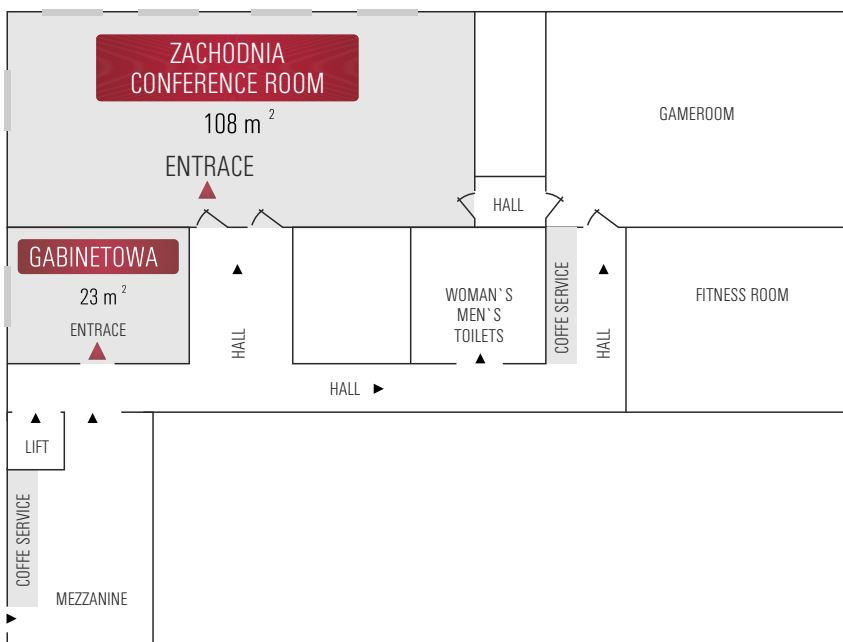 ZACHODNIA
CONFERENCE ROOM
108 m ²
ENTRACE
GAMEROOM
HALL
GABINETOWA
23 m ²
ENTRACE
HALL
WOMAN`S
MEN`S
TOILETS
COFFE SERVICE
HALL
FITNESS ROOM
HALL
LIFT
COFFE SERVICE
MEZZANINE